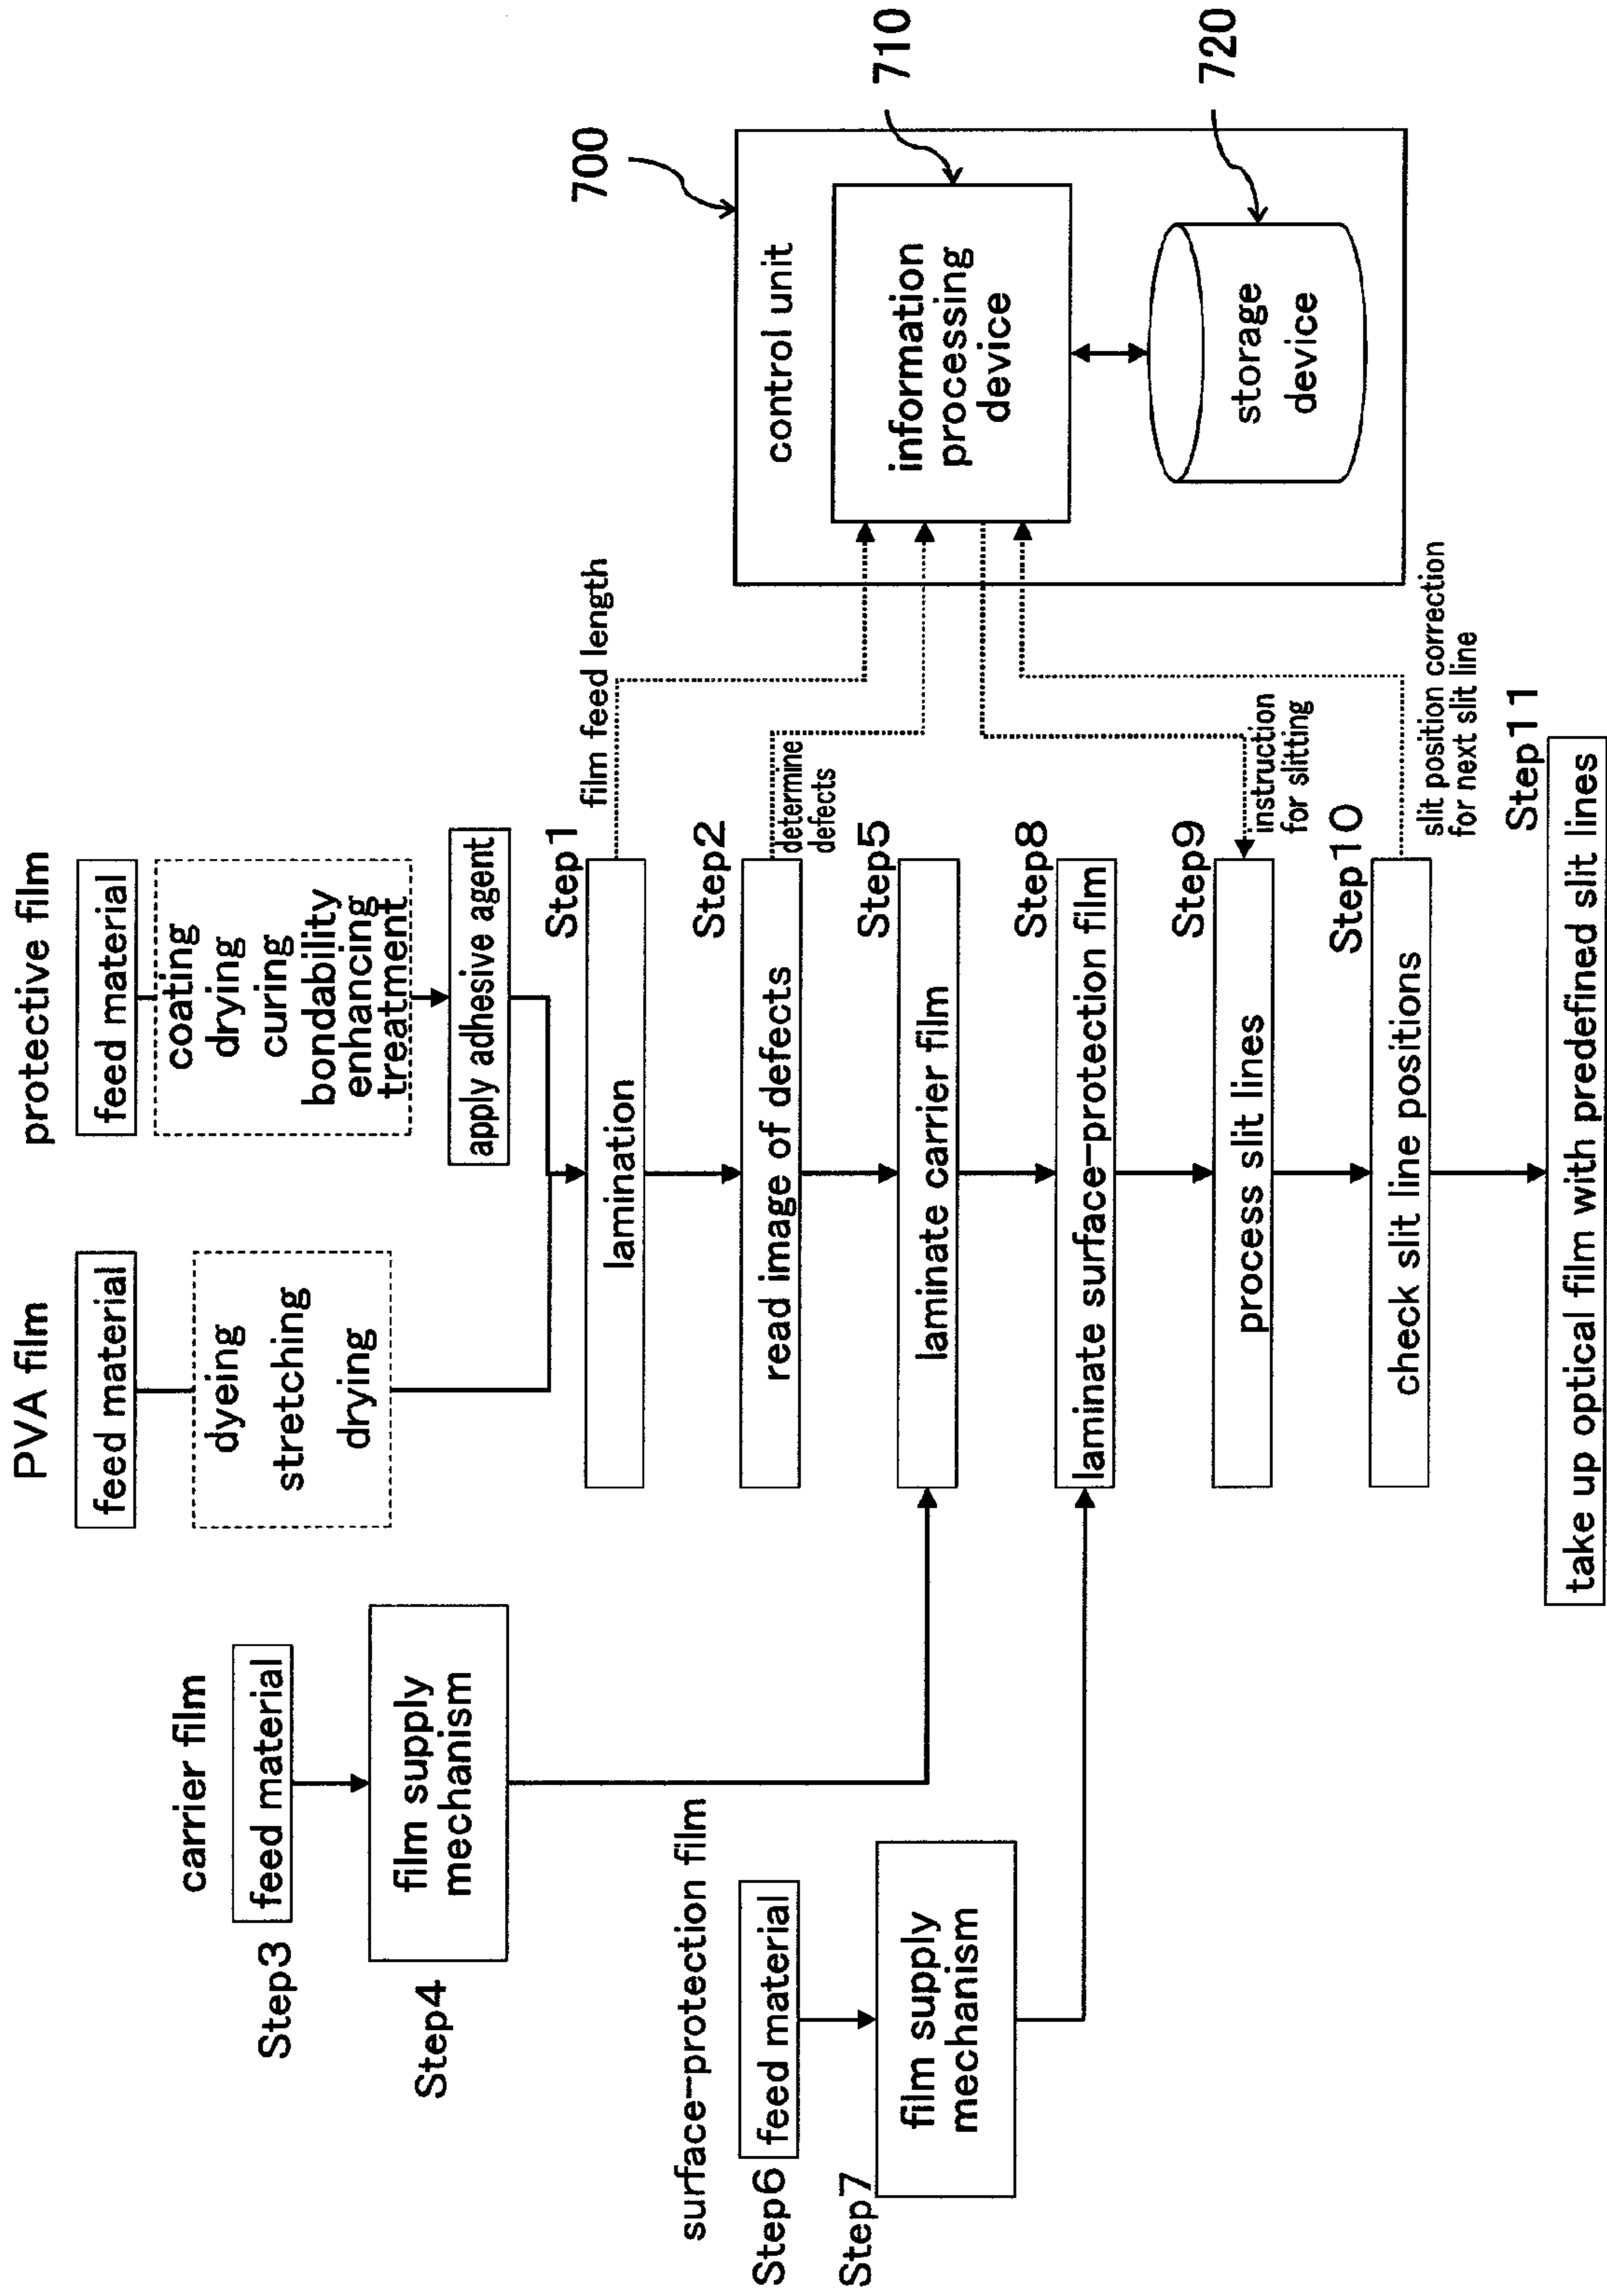 PVA film
feed material
dyeing
stretching
drying
protective film
feed material
coating
drying
curing
bondability
enhancing
treatment
apply adhesive agent
carrier film
Step3
feed material
Step4
film supply
mechanism
surface-protection film
Step6
feed material
Step7
film supply
mechanism
Step1
lamination
film feed length
Step2
read image of defects
determine
defects
Step5
laminate carrier film
Step8
laminate surface-protection film
Step9
process slit lines
instruction
for slitting
Step10
check slit line positions
slit position correction
for next slit line
Step11
take up optical film with predefined slit lines
700
control unit
710
information
processing
device
720
storage
device